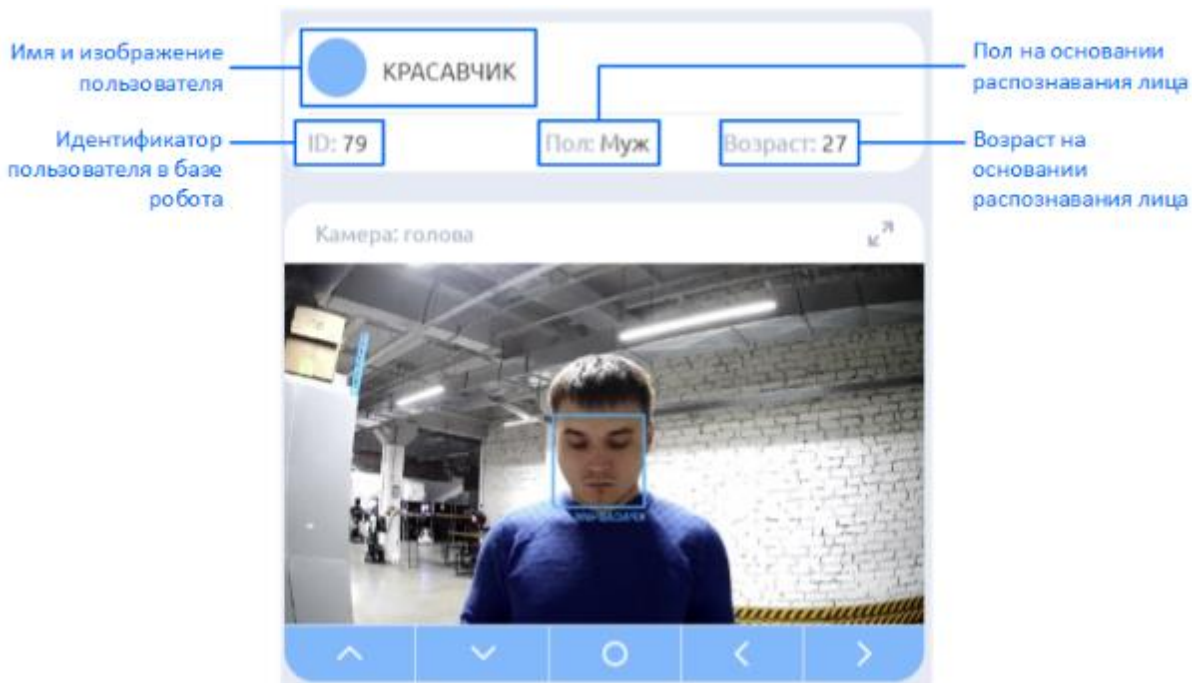 Имя и изображение
пользователя
КРАСАВЧИК
Пол на основании
распознавания лица
Идентификатор
пользователя в базе
робота
ID: 79
Пол: Муж
Возраст: 27
Возраст на
основании
распознавания лица
Камера: голова